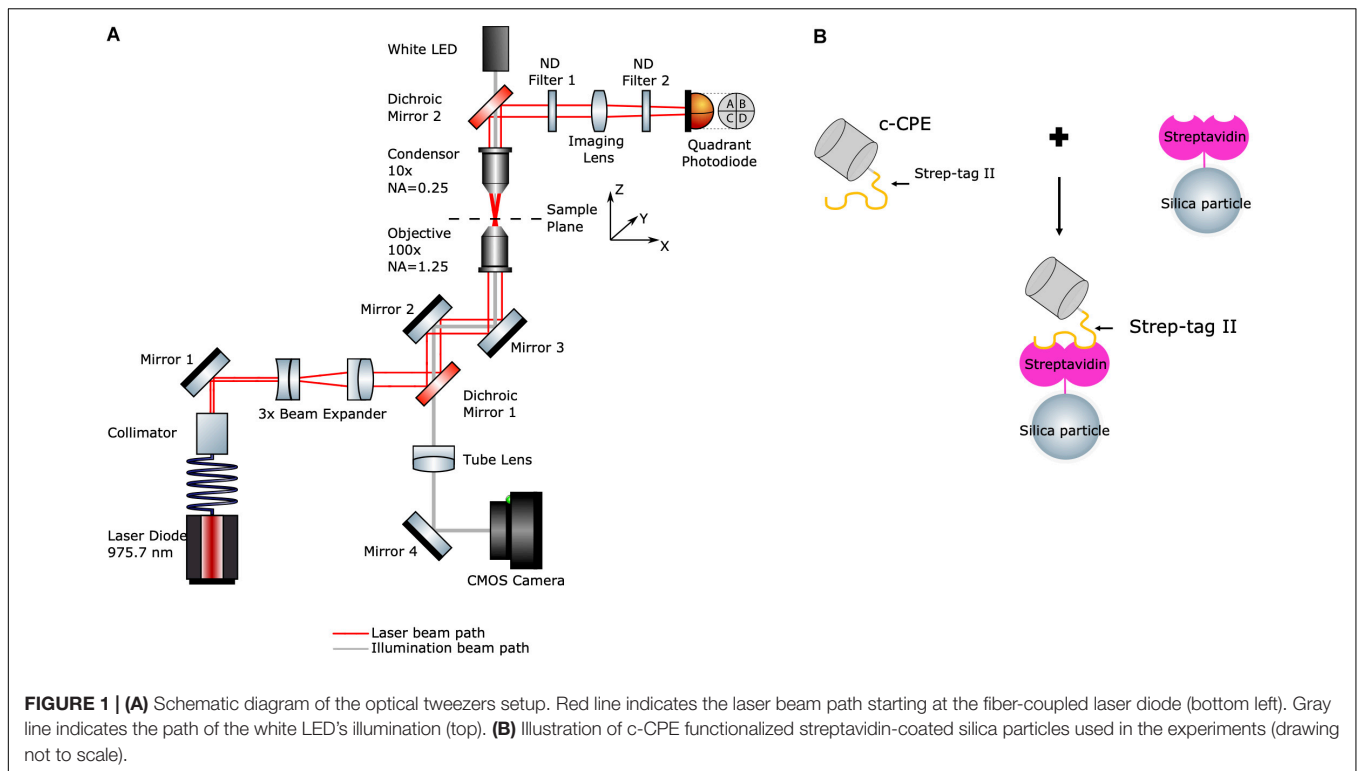 A
White LED
ND
Filter 1
ND
Filter 2
Dichroic
Mirror 2
A B
C D
Imaging
Lens
Quadrant
Photodiode
Condensor
10x
NA=0.25
Sample
Plane
Z
Y
X
Objective
100x
NA=1.25
Mirror 2
Mirror 3
Mirror 1
3x Beam Expander
Dichroic
Mirror 1
Collimator
Tube Lens
Laser Diode
975.7 nm
Mirror 4
CMOS Camera
Laser beam path
Illumination beam path
B
c-CPE
Strep-tag II
Streptavidin
Silica particle
Strep-tag II
Streptavidin
Silica particle
FIGURE 1 | (A) Schematic diagram of the optical tweezers setup. Red line indicates the laser beam path starting at the fiber-coupled laser diode (bottom left). Gray
line indicates the path of the white LED's illumination (top). (B) Illustration of c-CPE functionalized streptavidin-coated silica particles used in the experiments (drawing
not to scale).